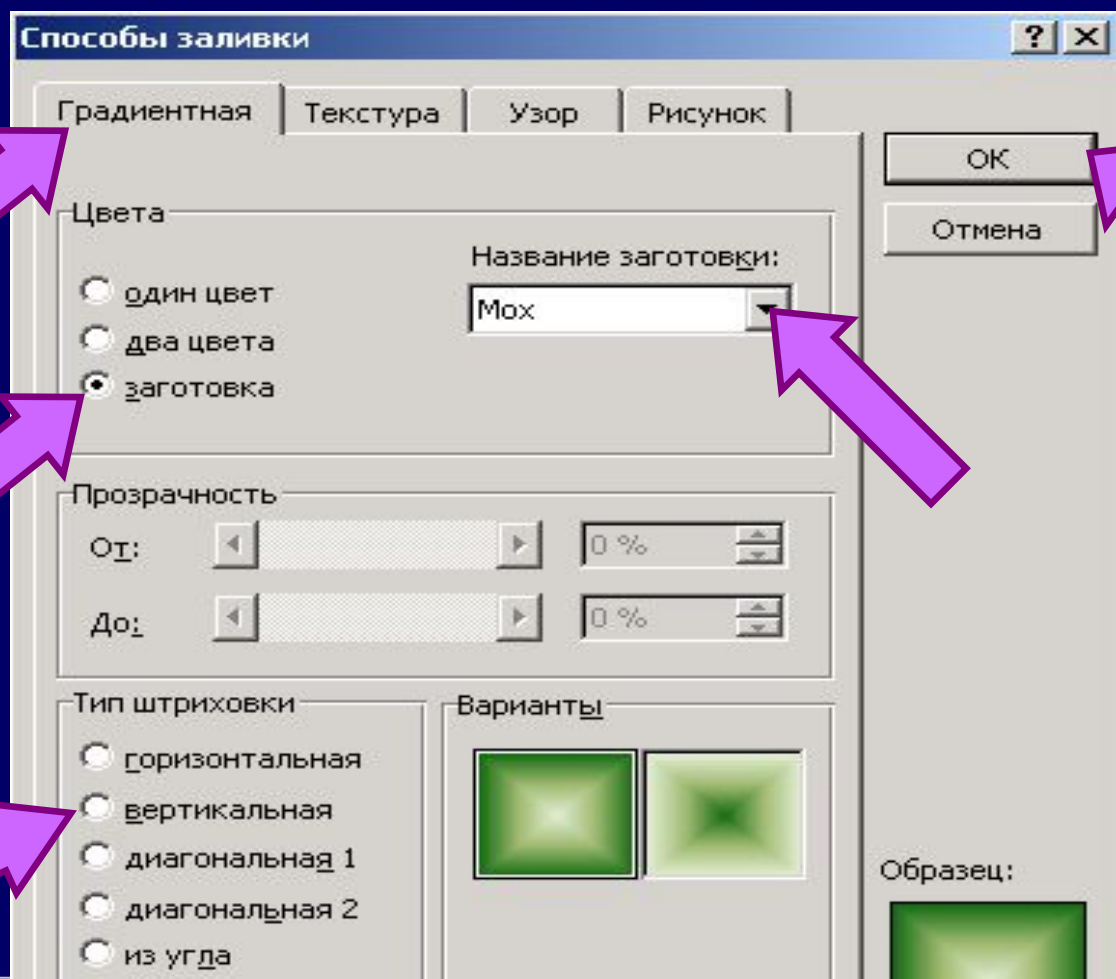 Способы заливки
Градиентная Текстура Узор Рисунок
ОК
Отмена
Цвета
Название заготовки:
один цвет
Мох
два цвета
заготовка
Прозрачность
От: 0 %
До: 0 %
Тип штриховки
Варианты
горизонтальная
вертикальная
диагональная 1
диагональная 2
из угла
Образец: